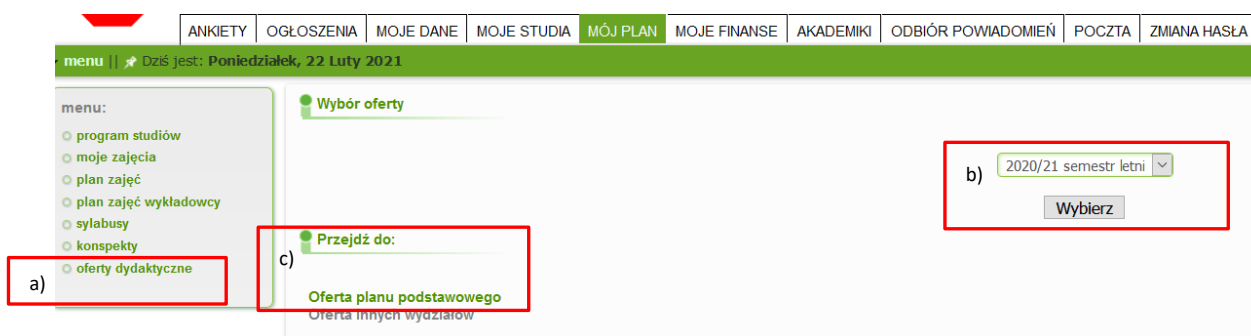 ANKIETY OGŁOSZENIA MOJE DANE MOJE STUDIA MÓJ PLAN MOJE FINANSE AKADEMIKI ODBIÓR POWIADOMIEŃ POCZTA ZMIANA HASŁA
menu || Dziś jest: Poniedziałek, 22 Luty 2021
menu:
program studiów
moje zajęcia
plan zajęć
plan zajęć wykładowcy
sylabusy
konspekty
a) oferty dydaktyczne
Wybór oferty
b) 2020/21 semestr letni
Wybierz
c) Przejdź do:
Oferta planu podstawowego
Oferta innych wydziałów